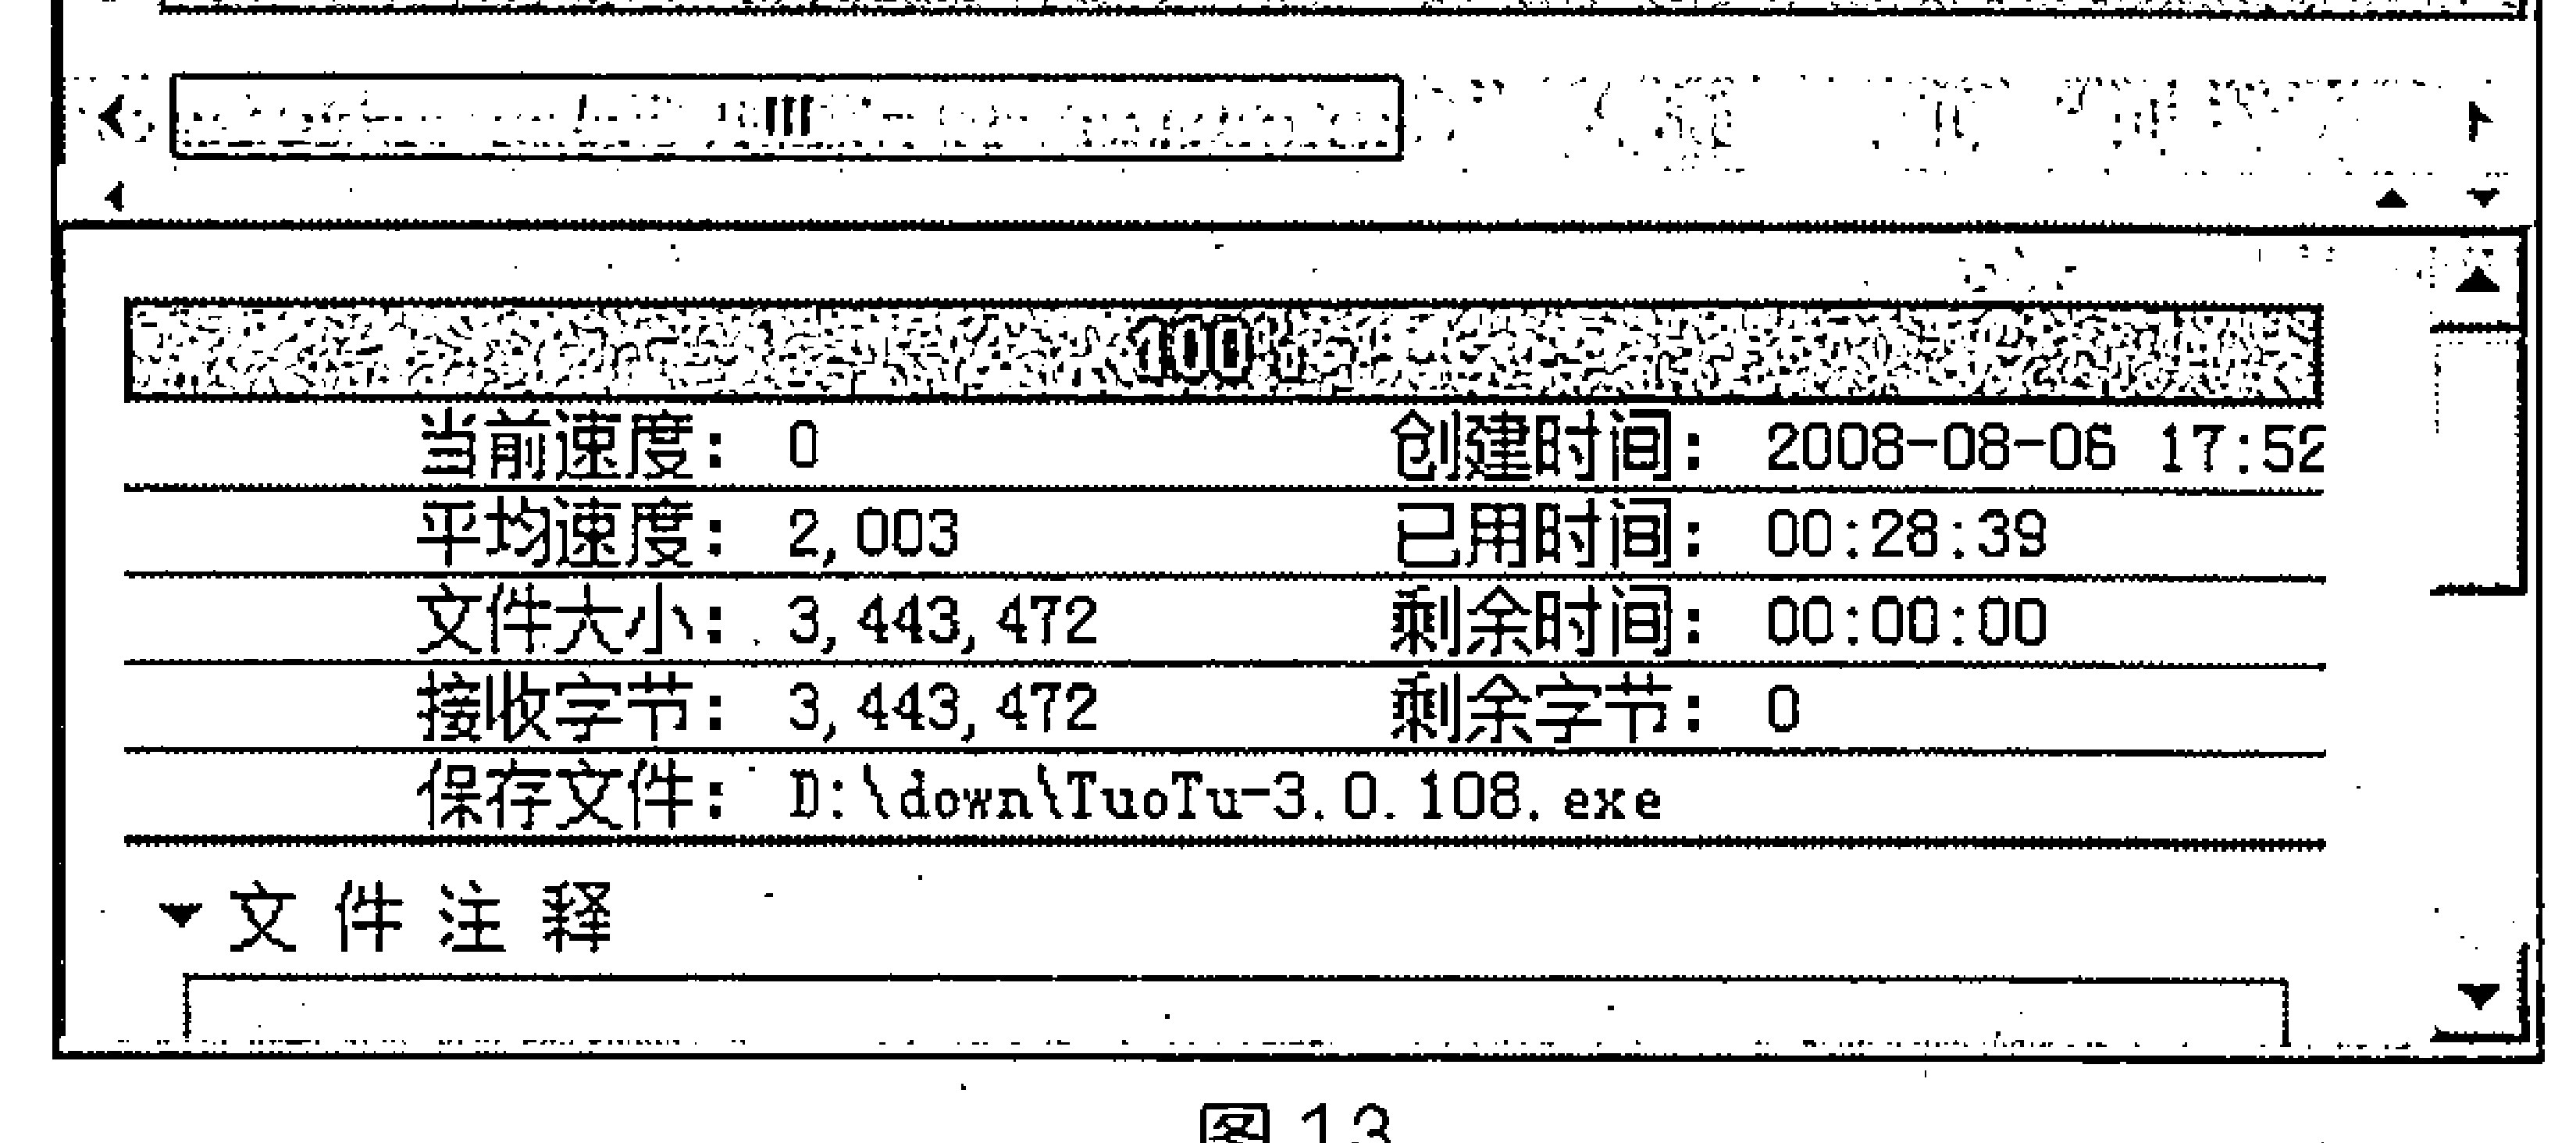 100%
当前速度： 0 创建时间： 2008-08-06 17:52
平均速度： 2,003 已用时间： 00:28:39
文件大小： 3,443,472 剩余时间： 00:00:00
接收字节： 3,443,472 剩余字节： 0
保存文件： D:\down\TuoTu-3.0.108.exe
文件注释
图13